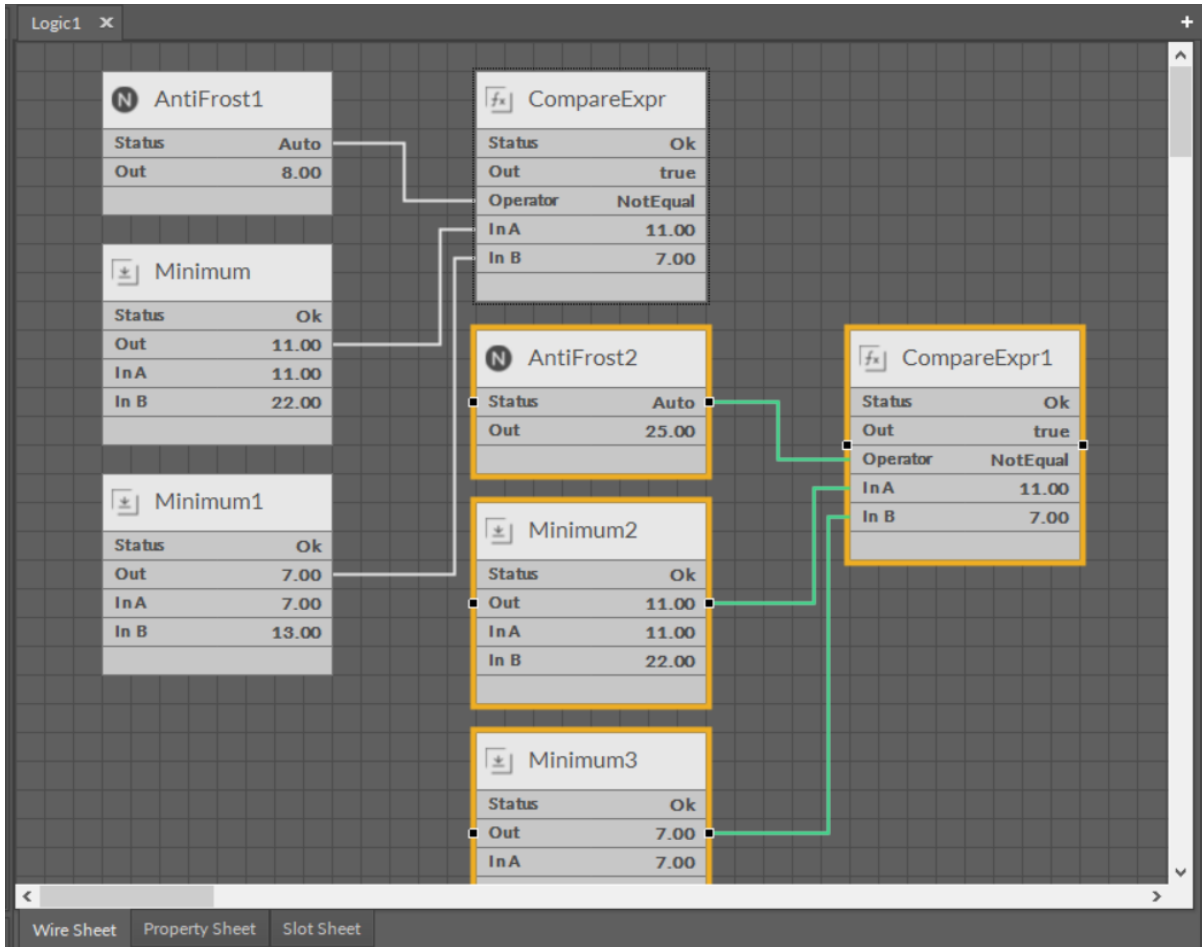 Logic1
AntiFrost1
Status Auto
Out 8.00
Minimum
Status Ok
Out 11.00
In A 11.00
In B 22.00
Minimum1
Status Ok
Out 7.00
In A 7.00
In B 13.00
CompareExpr
Status Ok
Out true
Operator NotEqual
In A 11.00
In B 7.00
AntiFrost2
Status Auto
Out 25.00
Minimum2
Status Ok
Out 11.00
In A 11.00
In B 22.00
Minimum3
Status Ok
Out 7.00
In A 7.00
CompareExpr1
Status Ok
Out true
Operator NotEqual
In A 11.00
In B 7.00
Wire Sheet Property Sheet Slot Sheet